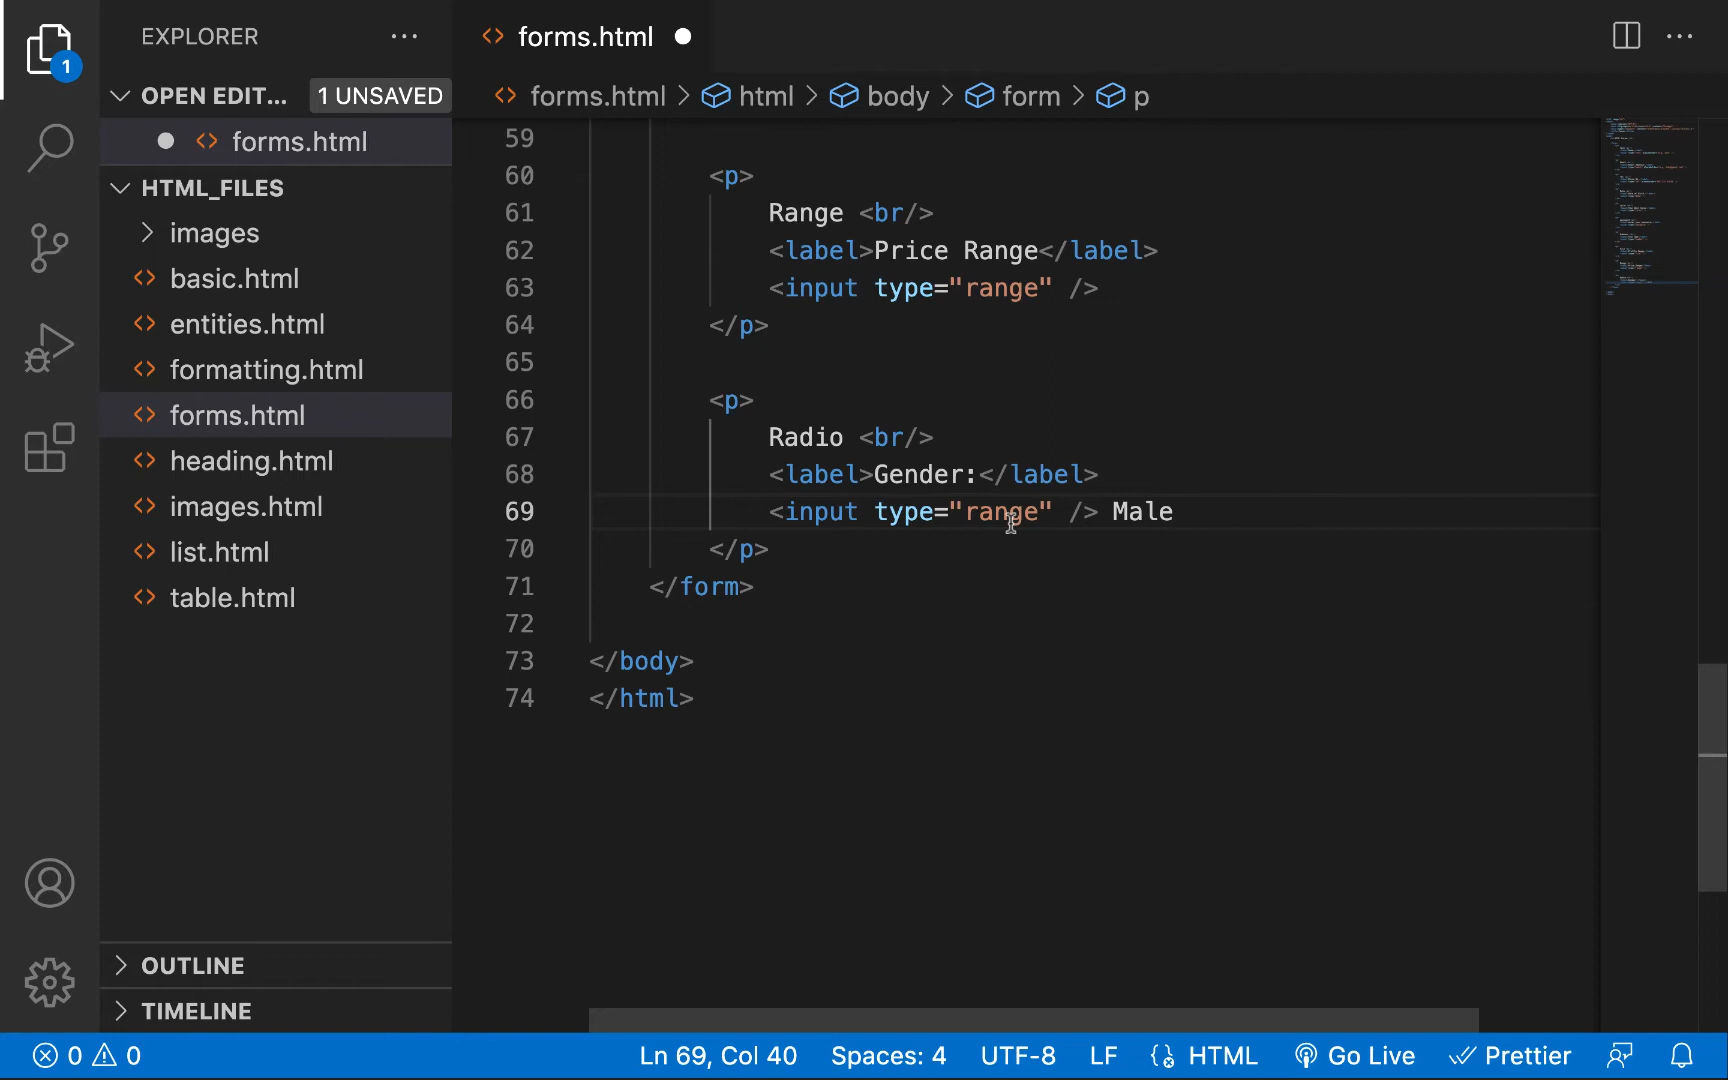 EXPLORER
1
OPEN EDIT... 1 UNSAVED
forms.html
HTML_FILES
images
basic.html
entities.html
formatting.html
forms.html
heading.html
images.html
list.html
table.html
OUTLINE
TIMELINE
forms.html
forms.html > html > body > form > p
59
60 <p>
61 Range <br/>
62 <label>Price Range</label>
63 <input type="range" />
64 </p>
65
66 <p>
67 Radio <br/>
68 <label>Gender:</label>
69 <input type="range" /> Male
70 </p>
71 </form>
72
73 </body>
74 </html>
0 0 Ln 69, Col 40 Spaces: 4 UTF-8 LF HTML Go Live Prettier